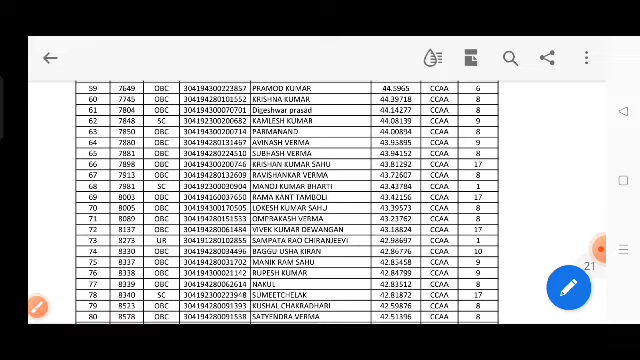 59 7649 OBC 304194300223857 PRAMOD KUMAR 44.5965 CCAA 6
60 7745 OBC 304194280101552 KRISHNA KUMAR 44.39718 CCAA 8
61 7804 OBC 304194300070701 Digeshwar prasad 44.14277 CCAA 8
62 7848 SC 304192300200682 KAMLESH KUMAR 44.08139 CCAA 9
63 7850 OBC 304194300200714 PARMANAND 44.00894 CCAA 8
64 7880 OBC 304194280131467 AVINASH VERMA 43.95895 CCAA 9
65 7881 OBC 304194280224510 SUBHASH VERMA 43.94152 CCAA 8
66 7898 OBC 304194300200746 KRISHAN KUMAR SAHU 43.81292 CCAA 17
67 7913 OBC 304194280132609 RAVISHANKAR VERMA 43.72608 CCAA 8
68 7981 SC 304192300030904 MANOJ KUMAR BHARTI 43.43784 CCAA 1
69 8003 OBC 304194160037650 RAMA KANT TAMBOLI 43.42156 CCAA 17
70 8005 OBC 304194300170505 LOKESH KUMAR SAHU 43.39573 CCAA 8
71 8089 OBC 304194280151533 OMPRAKASH VERMA 43.23762 CCAA 8
72 8137 OBC 304194280061484 VIVEK KUMAR DEWANGAN 43.18824 CCAA 17
73 8273 UR 304191280102855 SAMPATA RAO CHIRANJEEVI 42.98697 CCAA 1
74 8330 OBC 304194280034496 BAGGU USHA KIRAN 42.86776 CCAA 10
75 8337 OBC 304194280031702 MANIK RAM SAHU 42.85458 CCAA 9
76 8338 OBC 304194300021142 RUPESH KUMAR 42.84799 CCAA 9
77 8339 OBC 304194280062614 NAKUL 42.83512 CCAA 8
78 8340 SC 304192300223948 SUMEETCHELAK 42.81872 CCAA 17
79 8523 OBC 304194280091393 KUSHAL CHAKRADHARI 42.59876 CCAA 8
80 8578 OBC 304194280091538 SATYENDRA VERMA 42.51396 CCAA 8
21